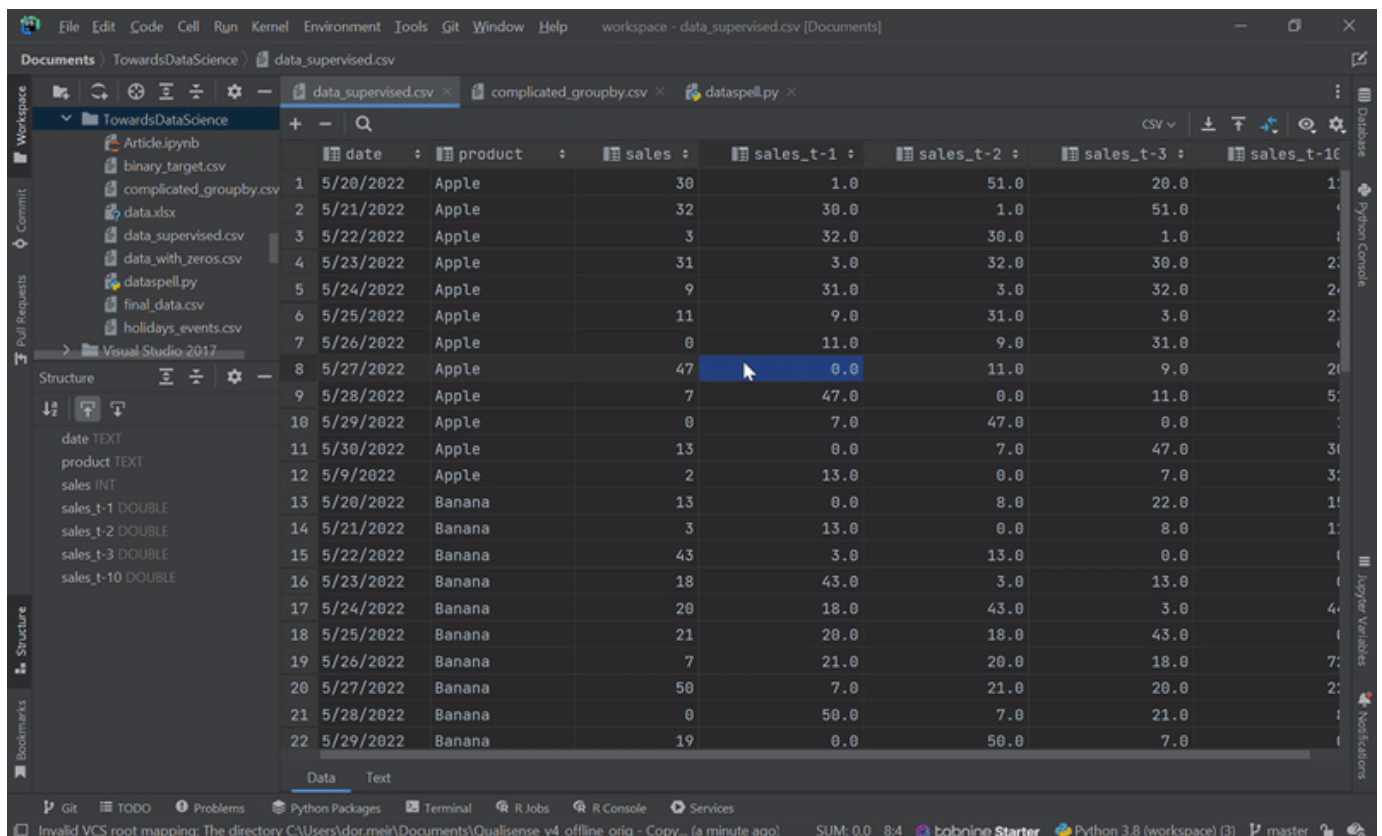 File Edit Code Cell Run Kernel Environment Tools Git Window Help workspace - data_supervised.csv [Documents]
Documents TowardsDataScience data_supervised.csv
data_supervised.csv complicated_groupby.csv dataspell.py
Workspace
Commit
Pull Requests
Structure
Bookmarks
TowardsDataScience
Article.ipynb
binary_target.csv
complicated_groupby.csv
data.xlsx
data_supervised.csv
data_with_zeros.csv
dataspell.py
final_data.csv
holidays_events.csv
Visual Studio 2017
Structure
date TEXT
product TEXT
sales INT
sales_t-1 DOUBLE
sales_t-2 DOUBLE
sales_t-3 DOUBLE
sales_t-10 DOUBLE
CSV
date product sales sales_t-1 sales_t-2 sales_t-3
1 5/20/2022 Apple 30 1.0 51.0 20.0
2 5/21/2022 Apple 32 30.0 1.0 51.0
3 5/22/2022 Apple 3 32.0 30.0 1.0
4 5/23/2022 Apple 31 3.0 32.0 30.0
5 5/24/2022 Apple 9 31.0 3.0 32.0
6 5/25/2022 Apple 11 9.0 31.0 3.0
7 5/26/2022 Apple 0 11.0 9.0 31.0
8 5/27/2022 Apple 47 0.0 11.0 9.0
9 5/28/2022 Apple 7 47.0 0.0 11.0
10 5/29/2022 Apple 0 7.0 47.0 0.0
11 5/30/2022 Apple 13 0.0 7.0 47.0
12 5/9/2022 Apple 2 13.0 0.0 7.0
13 5/20/2022 Banana 13 0.0 8.0 22.0
14 5/21/2022 Banana 3 13.0 0.0 8.0
15 5/22/2022 Banana 43 3.0 13.0 0.0
16 5/23/2022 Banana 18 43.0 3.0 13.0
17 5/24/2022 Banana 20 18.0 43.0 3.0
18 5/25/2022 Banana 21 20.0 18.0 43.0
19 5/26/2022 Banana 7 21.0 20.0 18.0
20 5/27/2022 Banana 50 7.0 21.0 20.0
21 5/28/2022 Banana 0 50.0 7.0 21.0
22 5/29/2022 Banana 19 0.0 50.0 7.0
Data Text
Database
Python Console
Jupyter Variables
Notifications
Git TODO Problems Python Packages Terminal R Jobs R Console Services
Invalid VCS root mapping: The directory C:\Users\dor.meir\Documents\Qualisense v4 offline orig - Copy... (a minute ago) SUM: 0.0 8:4 tabnine Starter Python 3.8 (workspace) (3) master